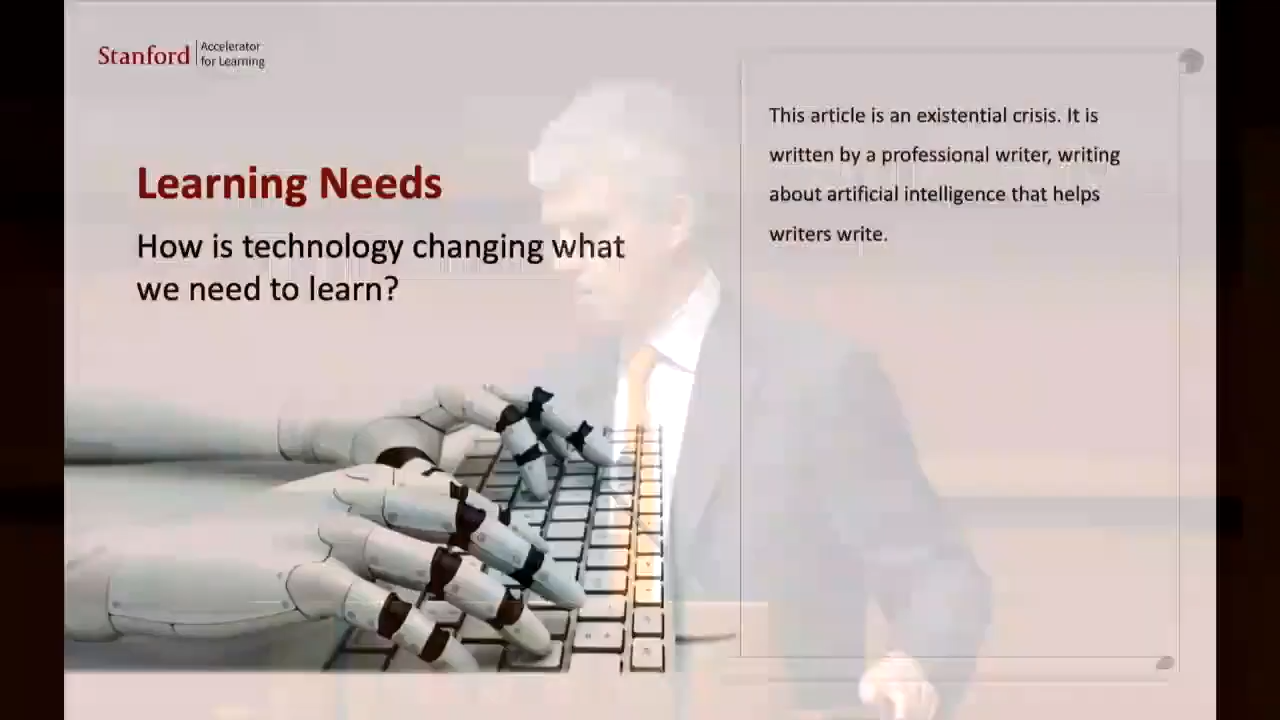 Stanford
Accelerator
for Learning
Learning Needs
How is technology changing what
we need to learn?
This article is an existential crisis. It is
written by a professional writer, writing
about artificial intelligence that helps
writers write.